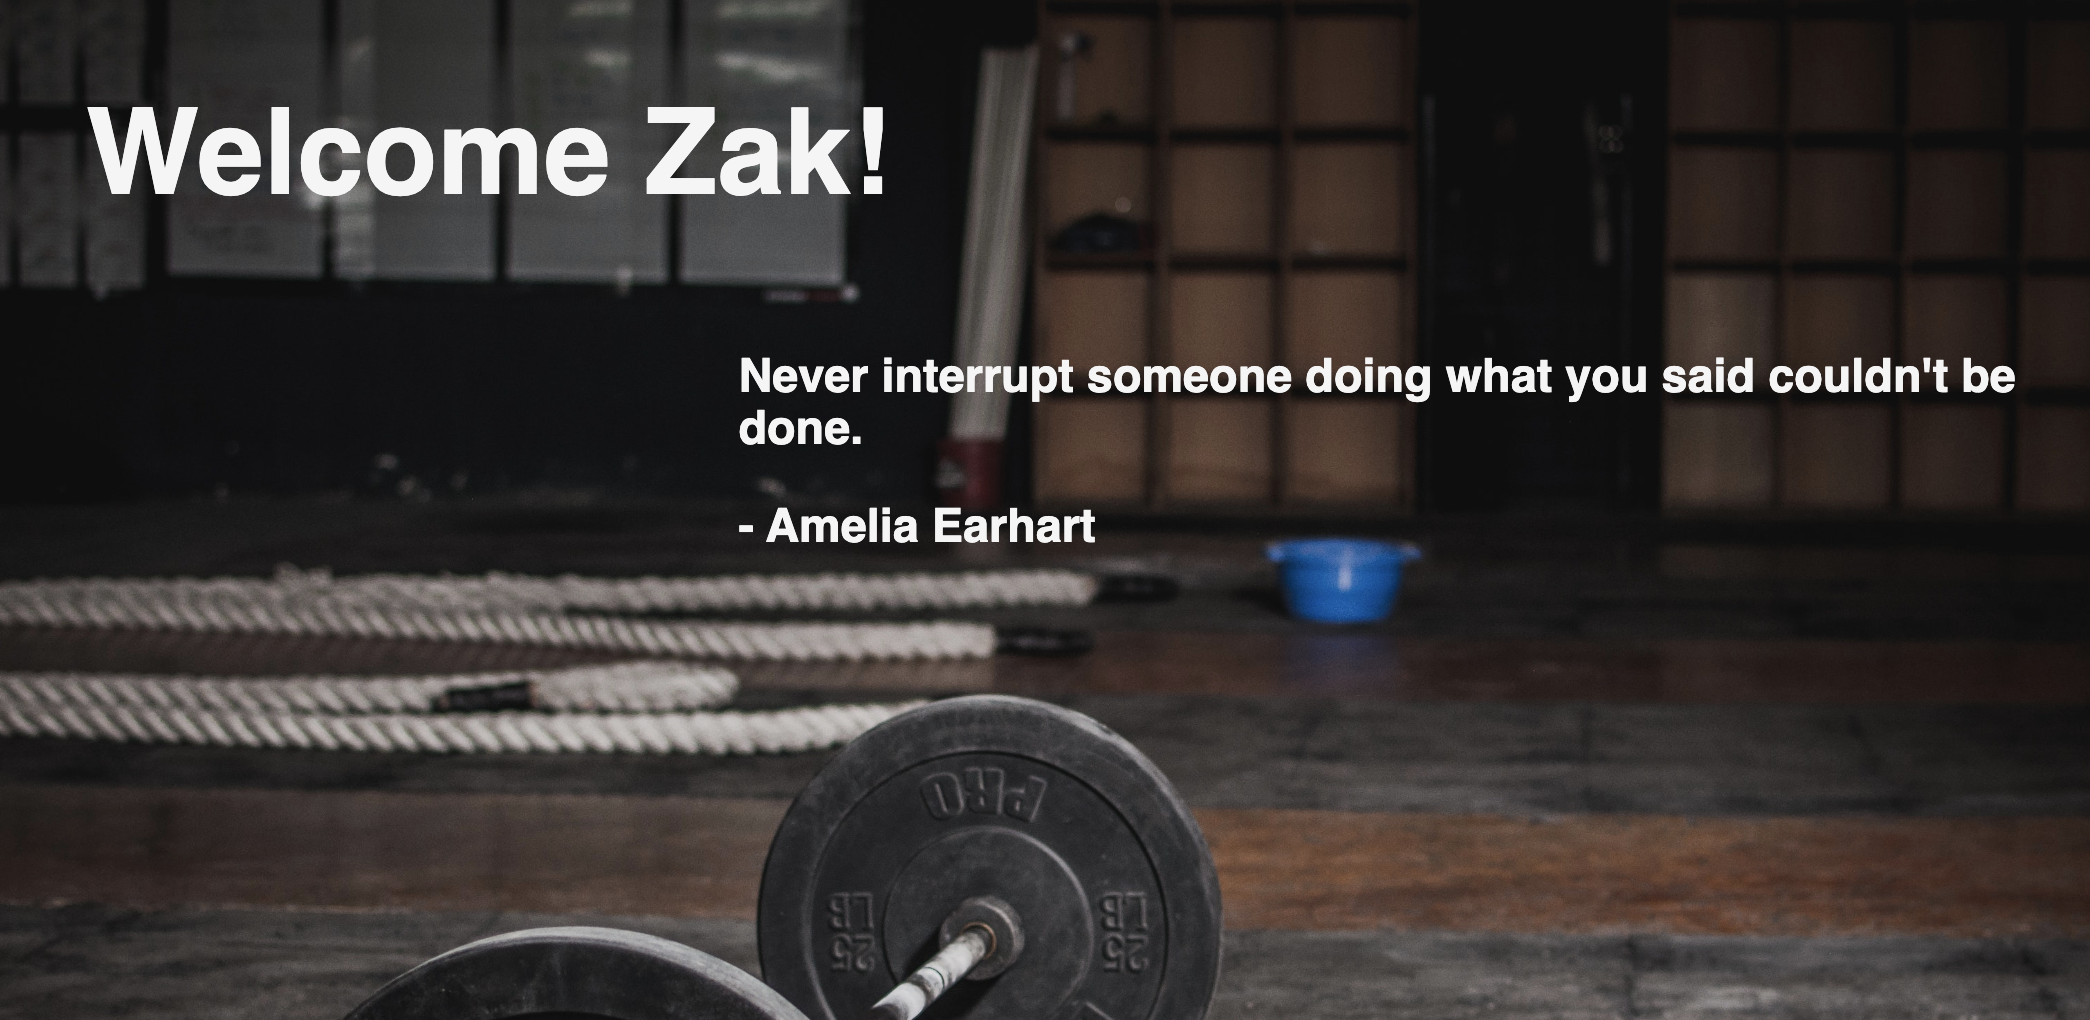 Welcome Zak!
Never interrupt someone doing what you said couldn't be
done.
- Amelia Earhart
PRO
LB 25
LB 25